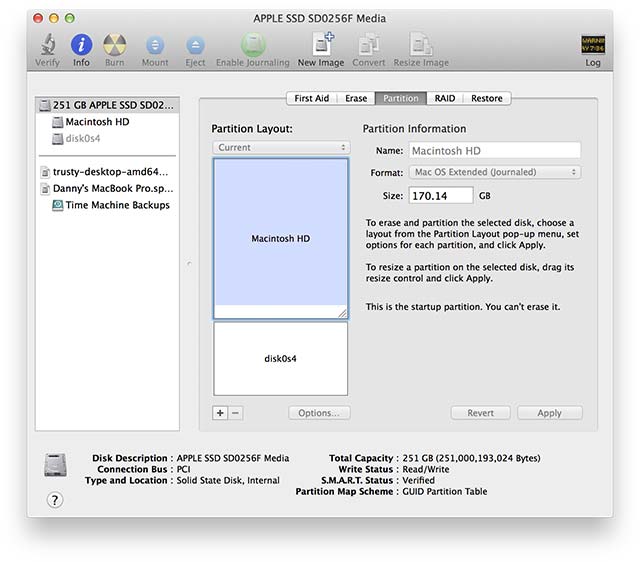 APPLE SSD SD0256F Media
Verify Info Burn Mount Eject Enable Journaling New Image Convert Resize Image Log
251 GB APPLE SSD SD02...
Macintosh HD
disk0s4
trusty-desktop-amd64...
Danny's MacBook Pro.sp...
Time Machine Backups
First Aid Erase Partition RAID Restore
Partition Layout:
Current
Macintosh HD
disk0s4
+ −
Options...
Partition Information
Name: Macintosh HD
Format: Mac OS Extended (Journaled)
Size: 170.14 GB
To erase and partition the selected disk, choose a
layout from the Partition Layout pop-up menu, set
options for each partition, and click Apply.
To resize a partition on the selected disk, drag its
resize control and click Apply.
This is the startup partition. You can't erase it.
Revert Apply
Disk Description : APPLE SSD SD0256F Media
Connection Bus : PCI
Type and Location : Solid State Disk, Internal
Total Capacity : 251 GB (251,000,193,024 Bytes)
Write Status : Read/Write
S.M.A.R.T. Status : Verified
Partition Map Scheme : GUID Partition Table
?